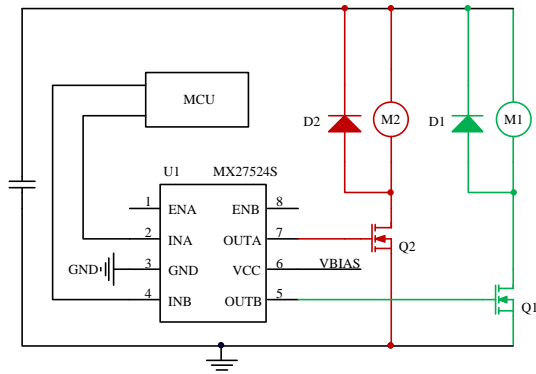 MCU
D2
M2
D1
M1
U1 MX27524S
1 ENA ENB 8
2 INA OUTA 7
Q2
GND 3 GND VCC 6 VBIAS
4 INB OUTB 5
Q1